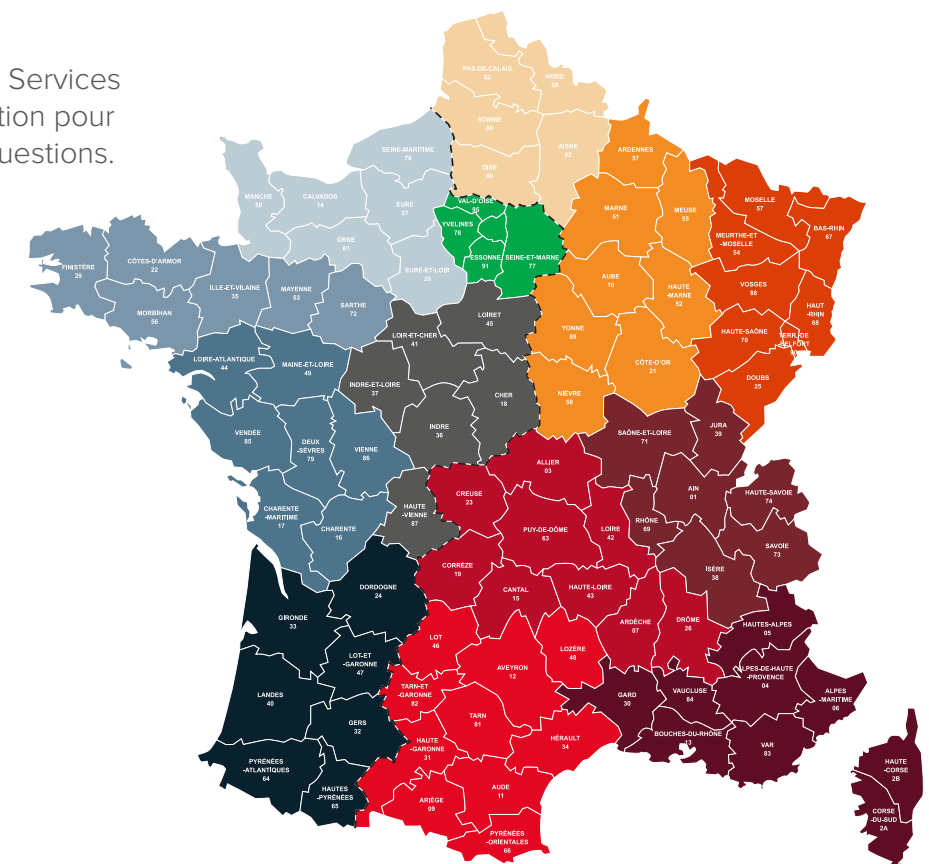 Services
tion pour
uestions.
PAS-DE-CALAIS
62
NORD
59
SOMME
80
AISNE
02
OISE
60
SEINE-MARITIME
76
EURE
27
CALVADOS
14
MANCHE
50
ORNE
61
EURE-ET-LOIR
28
VAL-D'OISE
95
YVELINES
78
ESSONNE
91
SEINE-ET-MARNE
77
ARDENNES
57
MARNE
51
MEUSE
55
AUBE
10
HAUTE-
MARNE
52
YONNE
89
CÔTE-D'OR
21
NIÈVRE
58
MOSELLE
57
BAS-RHIN
67
MEURTHE-ET
-MOSELLE
54
VOSGES
88
HAUT
-RHIN
68
HAUTE-SAÔNE
70
TERR. DE
BELFORT
90
DOUBS
25
FINISTÈRE
29
CÔTES-D'ARMOR
22
MORBIHAN
56
ILLE-ET-VILAINE
35
MAYENNE
53
SARTHE
72
LOIRE-ATLANTIQUE
44
MAINE-ET-LOIRE
49
VENDÉE
85
DEUX
-SÈVRES
79
VIENNE
86
CHARENTE
-MARITIME
17
CHARENTE
16
LOIRET
45
LOIR-ET-CHER
41
INDRE-ET-LOIRE
37
CHER
18
INDRE
36
HAUTE
-VIENNE
87
SAÔNE-ET-LOIRE
71
JURA
39
AIN
01
HAUTE-SAVOIE
74
RHÔNE
69
SAVOIE
73
ISÈRE
38
ALLIER
03
CREUSE
23
PUY-DE-DÔME
63
LOIRE
42
CORRÈZE
19
CANTAL
15
HAUTE-LOIRE
43
ARDÈCHE
07
DRÔME
26
DORDOGNE
24
GIRONDE
33
LOT-ET
-GARONNE
47
LANDES
40
GERS
32
PYRÉNÉES
-ATLANTIQUES
64
HAUTES
-PYRÉNÉES
65
LOT
46
AVEYRON
12
LOZÈRE
48
TARN-ET
-GARONNE
82
TARN
81
HAUTE
-GARONNE
31
HÉRAULT
34
ARIÈGE
09
AUDE
11
PYRÉNÉES
-ORIENTALES
66
HAUTES-ALPES
05
ALPES-DE-HAUTE
-PROVENCE
04
ALPES
-MARITIME
06
GARD
30
VAUCLUSE
84
BOUCHES-DU-RHÔNE
13
VAR
83
HAUTE
-CORSE
2B
CORSE
-DU-SUD
2A